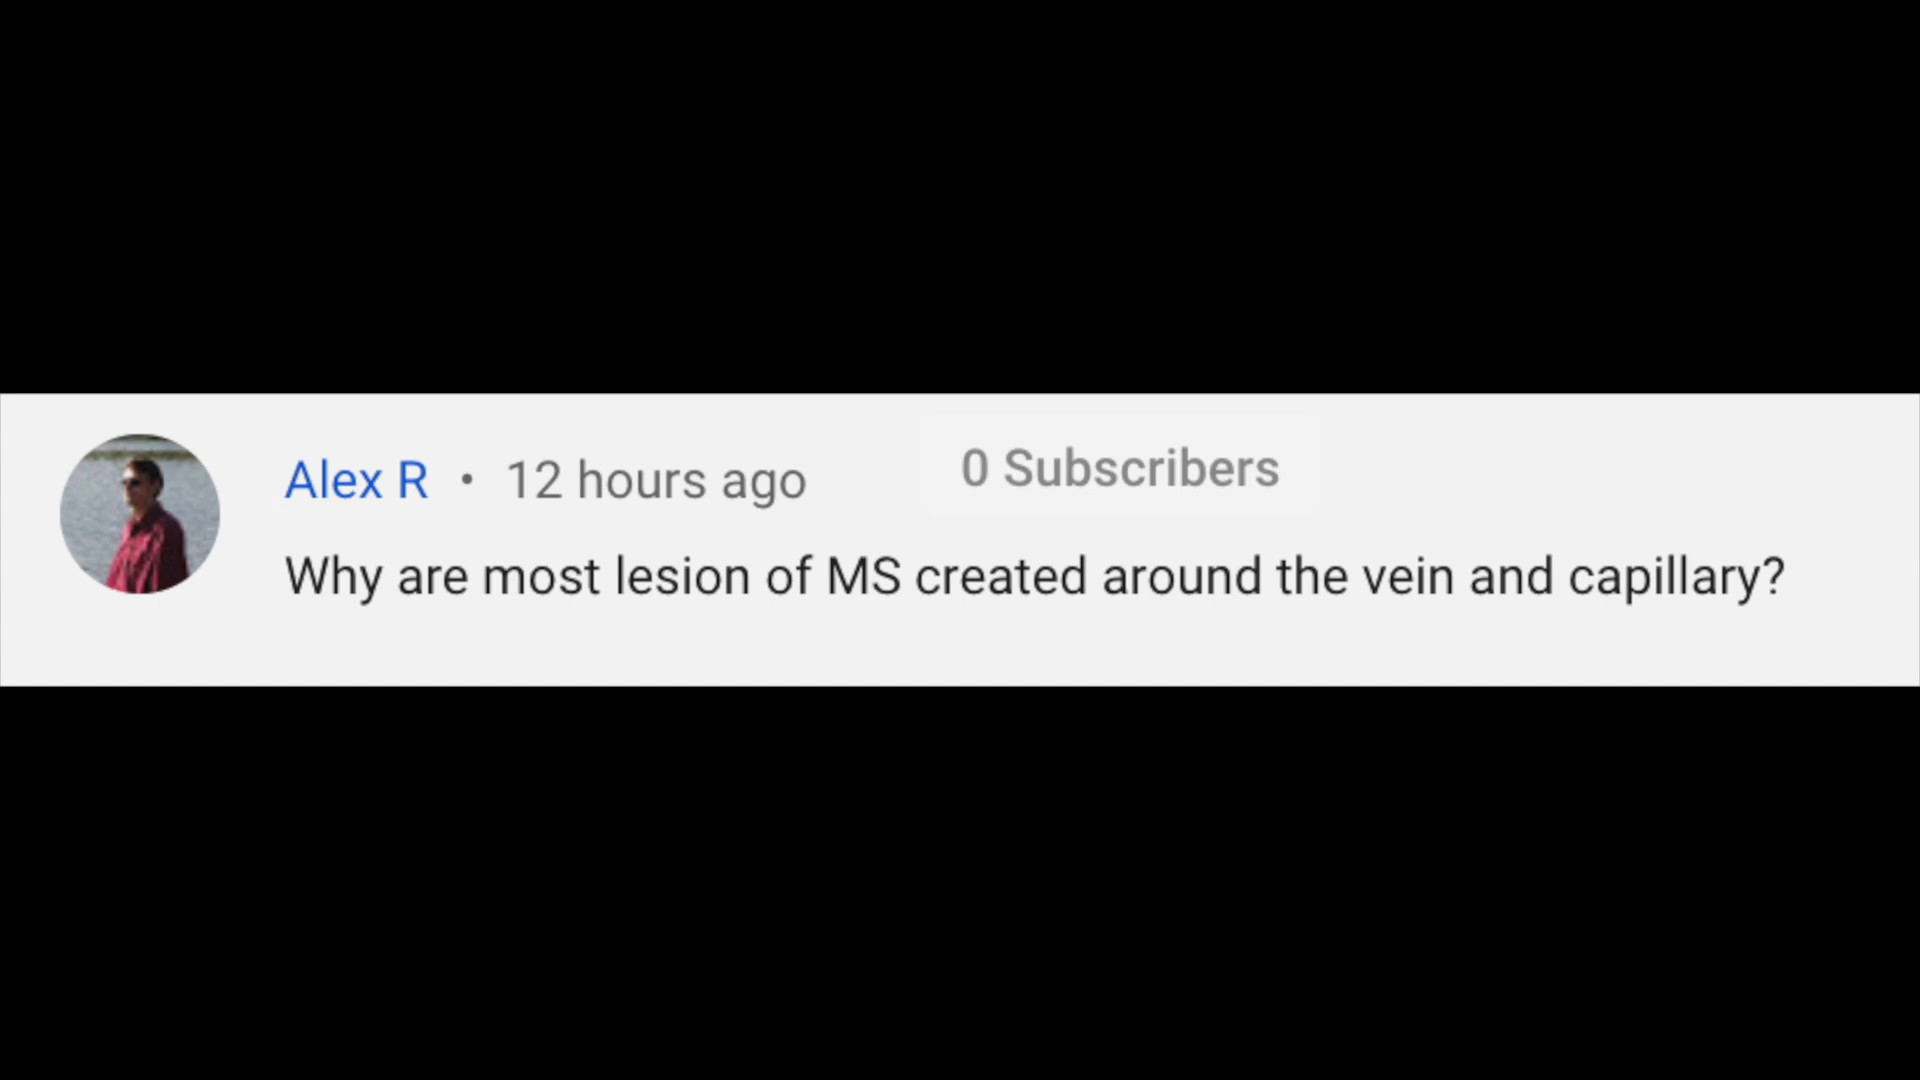 Alex R • 12 hours ago 0 Subscribers
Why are most lesion of MS created around the vein and capillary?